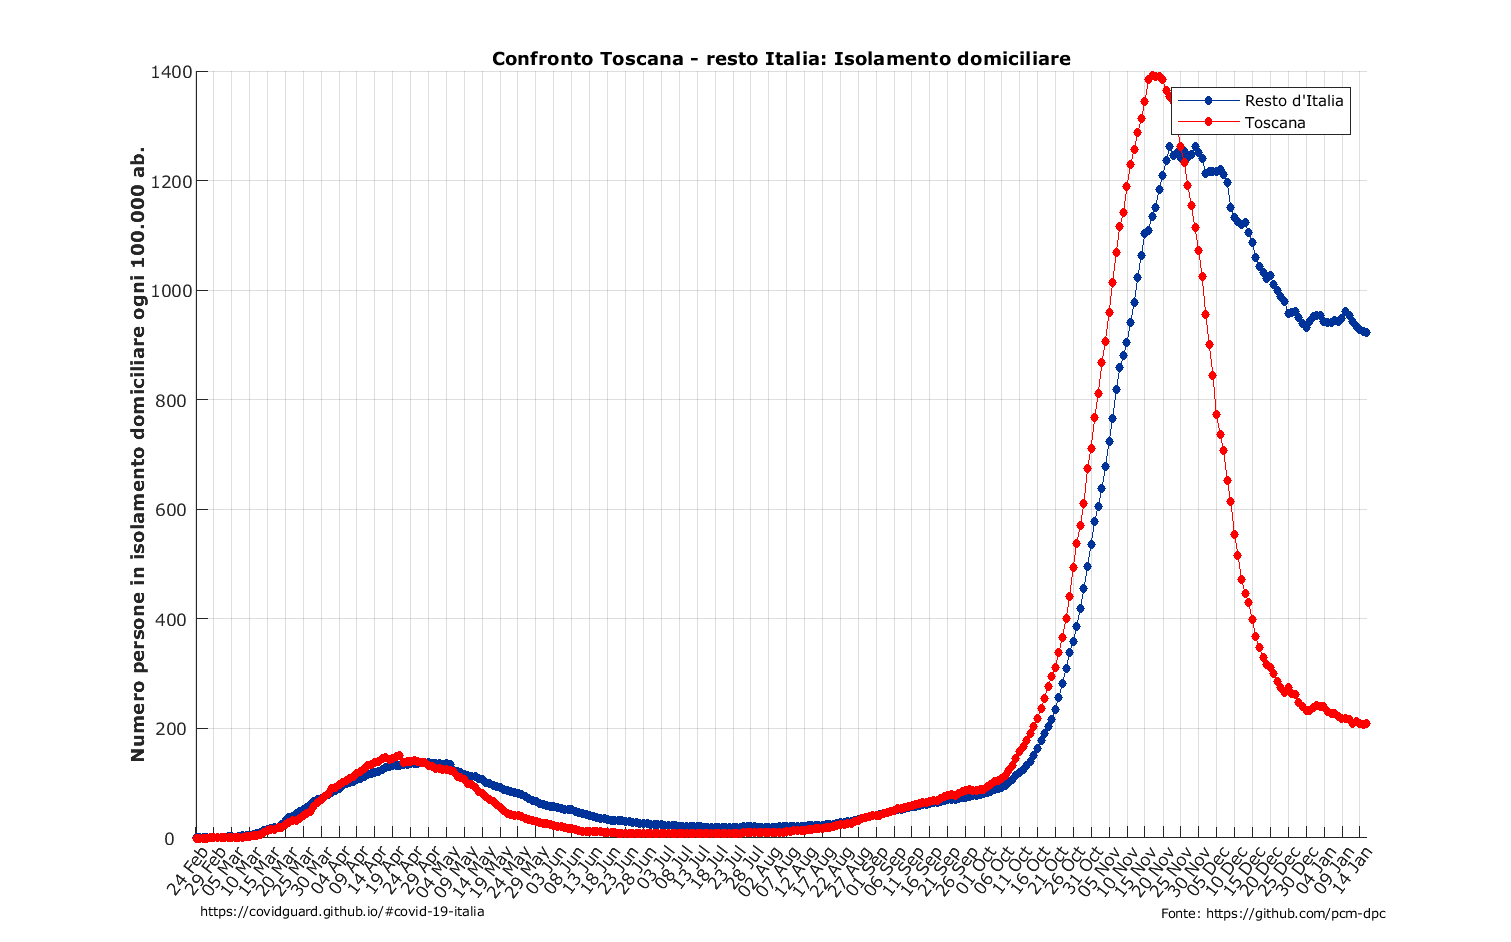 Confronto Toscana - resto Italia: Isolamento domiciliare
Numero persone in isolamento domiciliare ogni 100.000 ab.
1400
1200
1000
800
600
400
200
0
Resto d'Italia
Toscana
24 Feb
29 Feb
05 Mar
10 Mar
15 Mar
20 Mar
25 Mar
30 Mar
04 Apr
09 Apr
14 Apr
19 Apr
24 Apr
29 Apr
04 May
09 May
14 May
19 May
24 May
29 May
03 Jun
08 Jun
13 Jun
18 Jun
23 Jun
28 Jun
03 Jul
08 Jul
13 Jul
18 Jul
23 Jul
28 Jul
02 Aug
07 Aug
12 Aug
17 Aug
22 Aug
27 Aug
01 Sep
06 Sep
11 Sep
16 Sep
21 Sep
26 Sep
01 Oct
06 Oct
11 Oct
16 Oct
21 Oct
26 Oct
31 Oct
05 Nov
10 Nov
15 Nov
20 Nov
25 Nov
30 Nov
05 Dec
10 Dec
15 Dec
20 Dec
25 Dec
30 Dec
04 Jan
09 Jan
14 Jan
https://covidguard.github.io/#covid-19-italia
Fonte: https://github.com/pcm-dpc